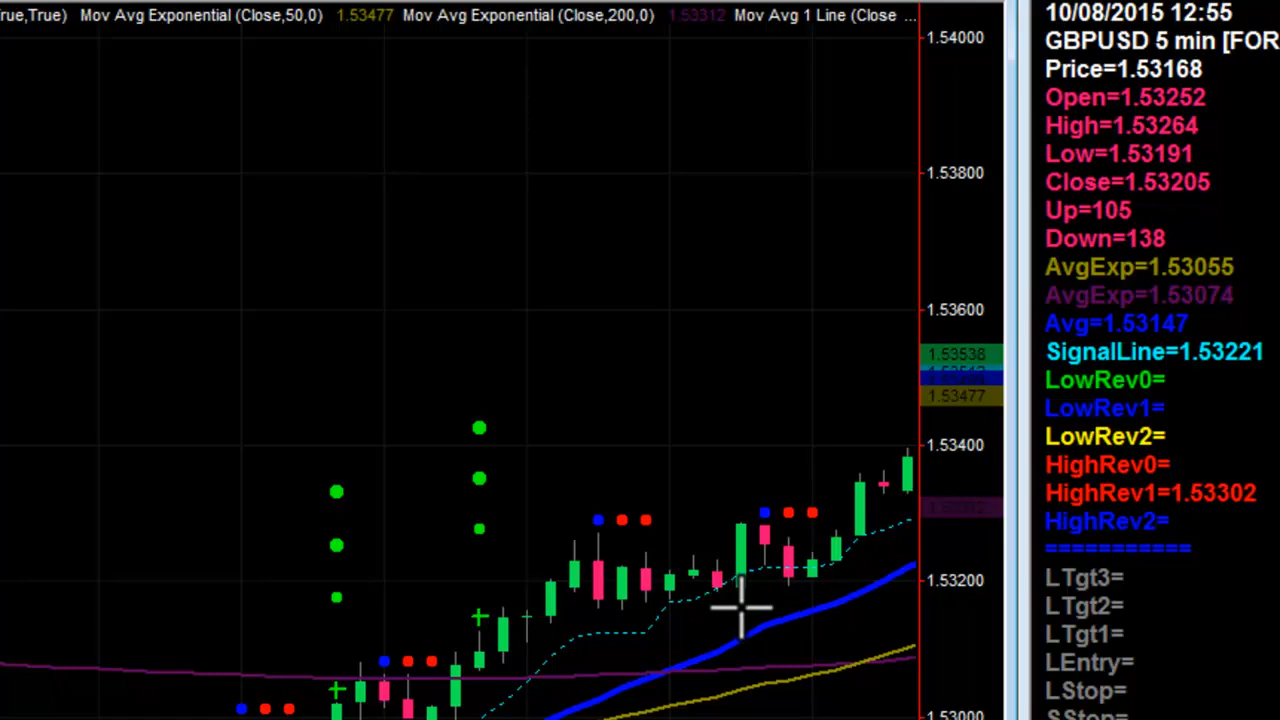 rue,True) Mov Avg Exponential (Close,50,0) 1.53477 Mov Avg Exponential (Close,200,0) 1.53312 Mov Avg 1 Line (Close ...
1.54000
1.53800
1.53600
1.53538
1.53477
1.53400
1.53200
1.53000
10/08/2015 12:55
GBPUSD 5 min [FOR
Price=1.53168
Open=1.53252
High=1.53264
Low=1.53191
Close=1.53205
Up=105
Down=138
AvgExp=1.53055
AvgExp=1.53074
Avg=1.53147
SignalLine=1.53221
LowRev0=
LowRev1=
LowRev2=
HighRev0=
HighRev1=1.53302
HighRev2=
===========
LTgt3=
LTgt2=
LTgt1=
LEntry=
LStop=
SStop=